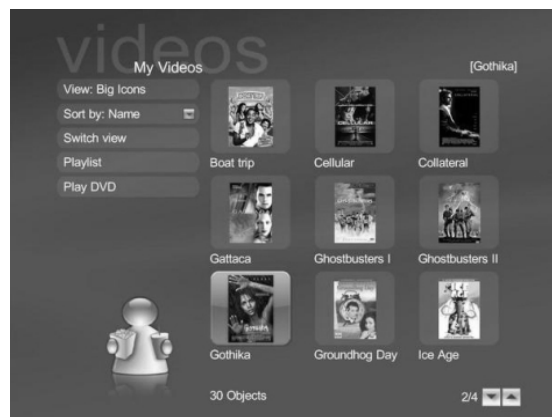 videos
My Videos
[Gothika]
View: Big Icons
Sort by: Name
Switch view
Playlist
Play DVD
Boat trip
Cellular
Collateral
Gattaca
Ghostbusters I
Ghostbusters II
Gothika
Groundhog Day
Ice Age
30 Objects
2/4